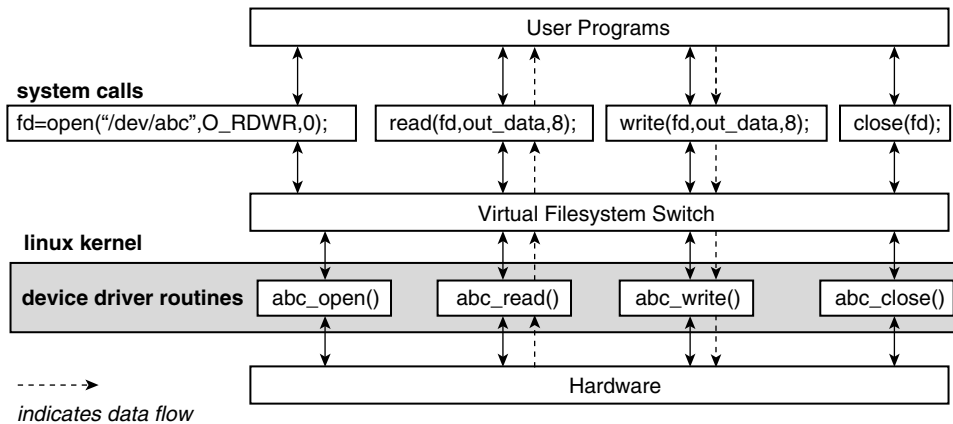 User Programs
system calls
fd=open(“/dev/abc”,O_RDWR,0);
read(fd,out_data,8);
write(fd,out_data,8);
close(fd);
Virtual Filesystem Switch
linux kernel
device driver routines
abc_open()
abc_read()
abc_write()
abc_close()
Hardware
indicates data flow